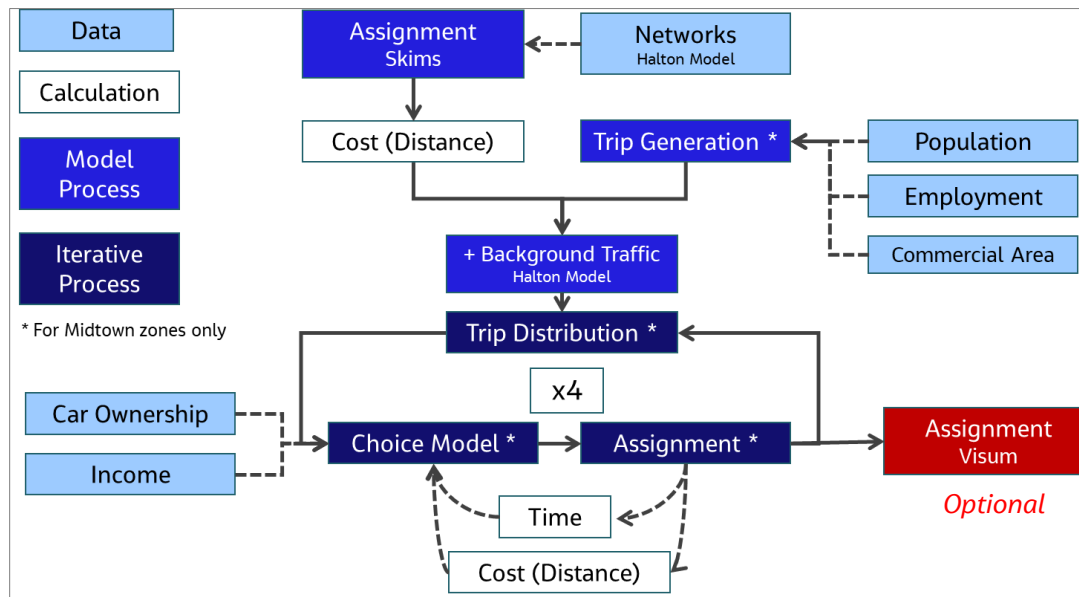 Data
Calculation
Model
Process
Iterative
Process
* For Midtown zones only
Assignment
Skims
Networks
Halton Model
Cost (Distance)
Trip Generation *
Population
Employment
Commercial Area
+ Background Traffic
Halton Model
Trip Distribution *
x4
Car Ownership
Income
Choice Model *
Assignment *
Assignment
Visum
Optional
Time
Cost (Distance)